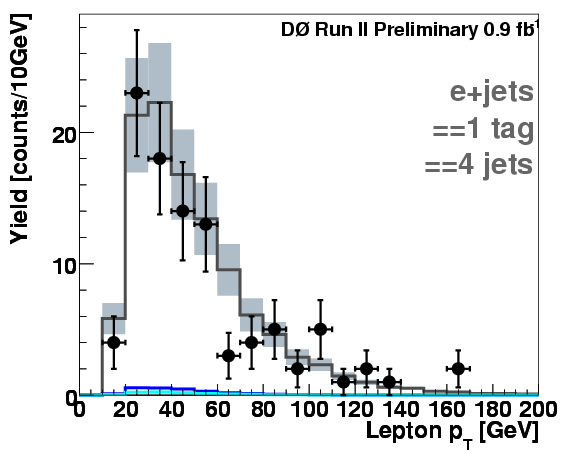 DØ Run II Preliminary 0.9 fb-1
e+jets
==1 tag
==4 jets
Yield [counts/10GeV]
20
10
0
0 20 40 60 80 100 120 140 160 180 200
Lepton pT [GeV]